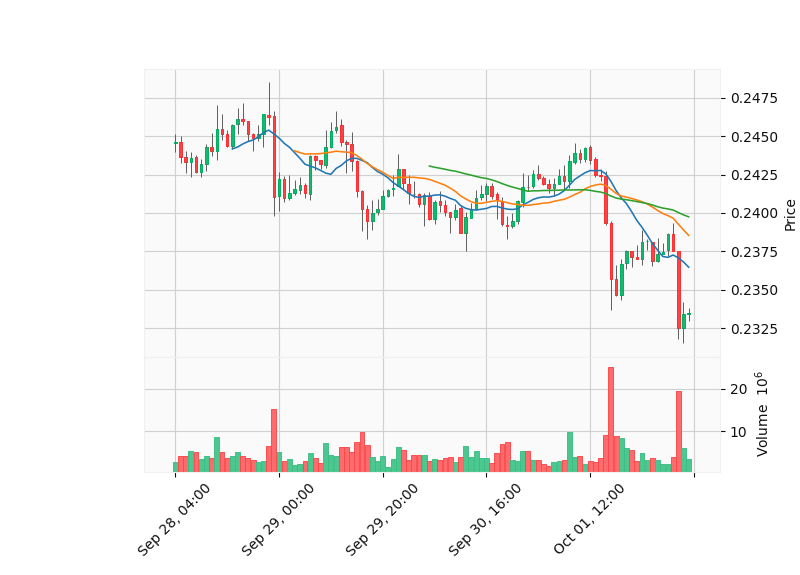 0.2475
0.2450
0.2425
0.2400
0.2375
0.2350
0.2325
Price
20
10
Volume 10^6
Sep 28, 04:00
Sep 29, 00:00
Sep 29, 20:00
Sep 30, 16:00
Oct 01, 12:00